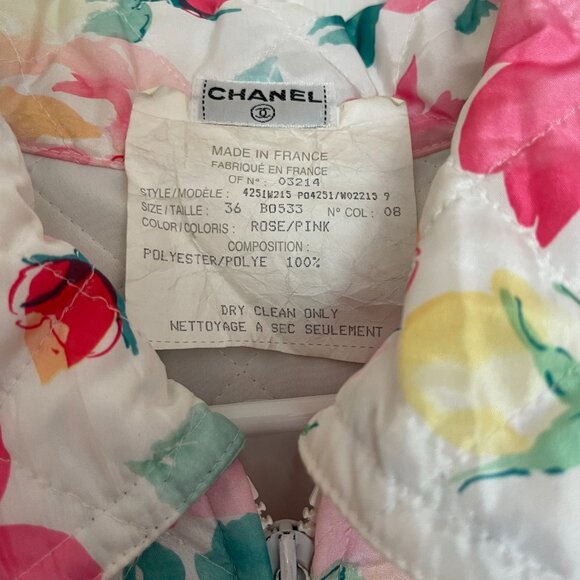 CHANEL
MADE IN FRANCE
FABRIQUÉ EN FRANCE
OF N° : 03214
STYLE/MODÈLE : 4251W215 P04251/W02215 9
SIZE/TAILLE : 36 B0533 N° COL : 08
COLOR/COLORIS : ROSE/PINK
COMPOSITION :
POLYESTER/POLYE 100%
DRY CLEAN ONLY
NETTOYAGE A SEC SEULEMENT